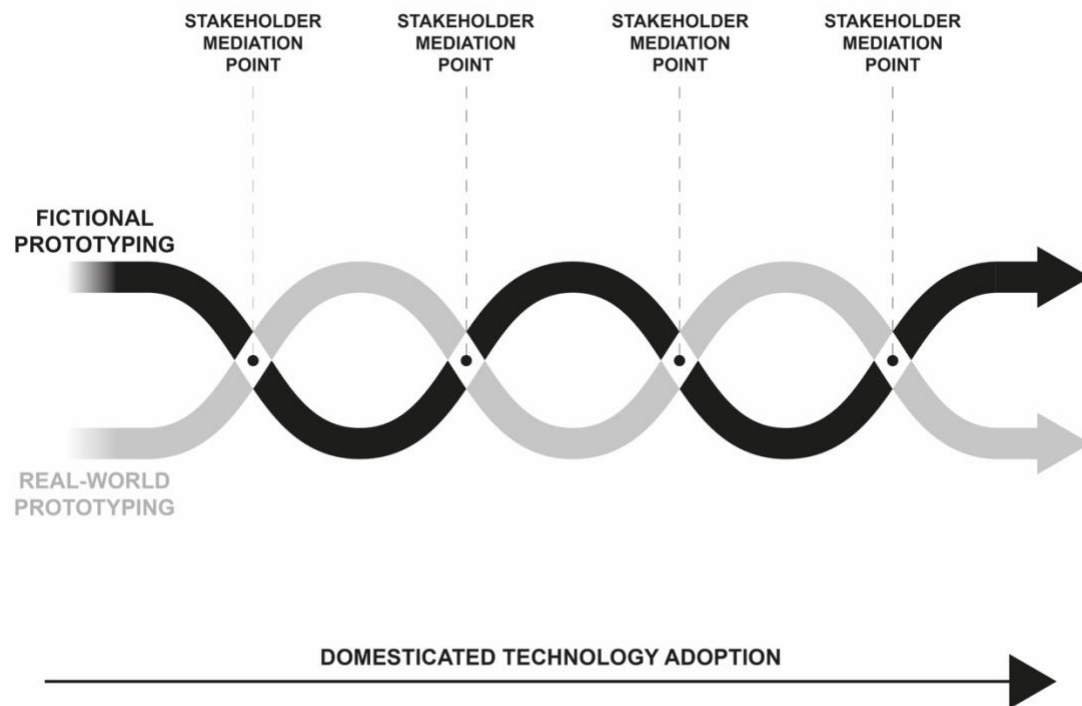 STAKEHOLDER
MEDIATION
POINT
STAKEHOLDER
MEDIATION
POINT
STAKEHOLDER
MEDIATION
POINT
STAKEHOLDER
MEDIATION
POINT
FICTIONAL
PROTOTYPING
REAL-WORLD
PROTOTYPING
DOMESTICATED TECHNOLOGY ADOPTION